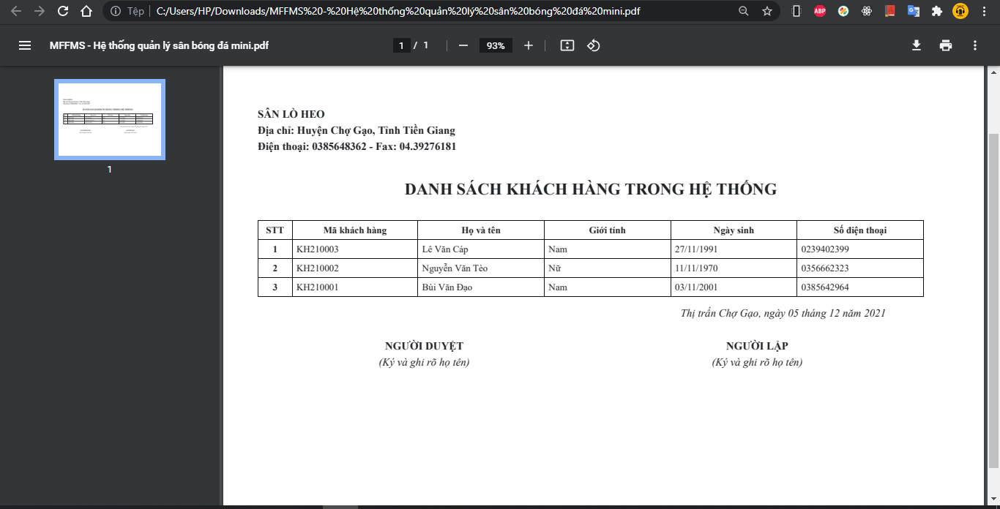 Tệp C:/Users/HP/Downloads/MFFMS%20-%20Hệ%20thống%20quản%20lý%20sân%20bóng%20đá%20mini.pdf
ABP
MFFMS - Hệ thống quản lý sân bóng đá mini.pdf 1 / 1 93%
SÂN LÒ HEO
Địa chỉ: Huyện Chợ Gạo, Tỉnh Tiền Giang
Điện thoại: 0385648362 - Fax: 04.39276181
DANH SÁCH KHÁCH HÀNG TRONG HỆ THỐNG
STT Mã khách hàng Họ và tên Giới tính Ngày sinh Số điện thoại
1 KH210003 Lê Văn Cáp Nam 27/11/1991 0239402399
2 KH210002 Nguyễn Văn Tèo Nữ 11/11/1970 0356662323
3 KH210001 Bùi Văn Đạo Nam 03/11/2001 0385642964
Thị trấn Chợ Gạo, ngày 05 tháng 12 năm 2021
NGƯỜI DUYỆT NGƯỜI LẬP
(Ký và ghi rõ họ tên) (Ký và ghi rõ họ tên)
1